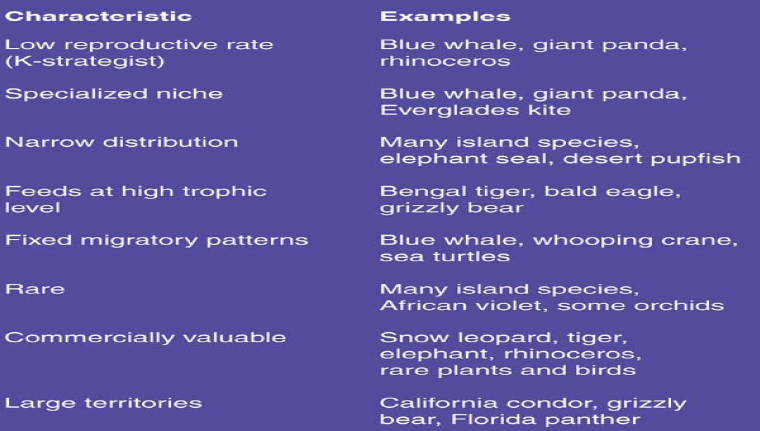 Characteristic Examples
Low reproductive rate Blue whale, giant panda,
(K-strategist) rhinoceros
Specialized niche Blue whale, giant panda,
Everglades kite
Narrow distribution Many island species,
elephant seal, desert pupfish
Feeds at high trophic Bengal tiger, bald eagle,
level grizzly bear
Fixed migratory patterns Blue whale, whooping crane,
sea turtles
Rare Many island species,
African violet, some orchids
Commercially valuable Snow leopard, tiger,
elephant, rhinoceros,
rare plants and birds
Large territories California condor, grizzly
bear, Florida panther